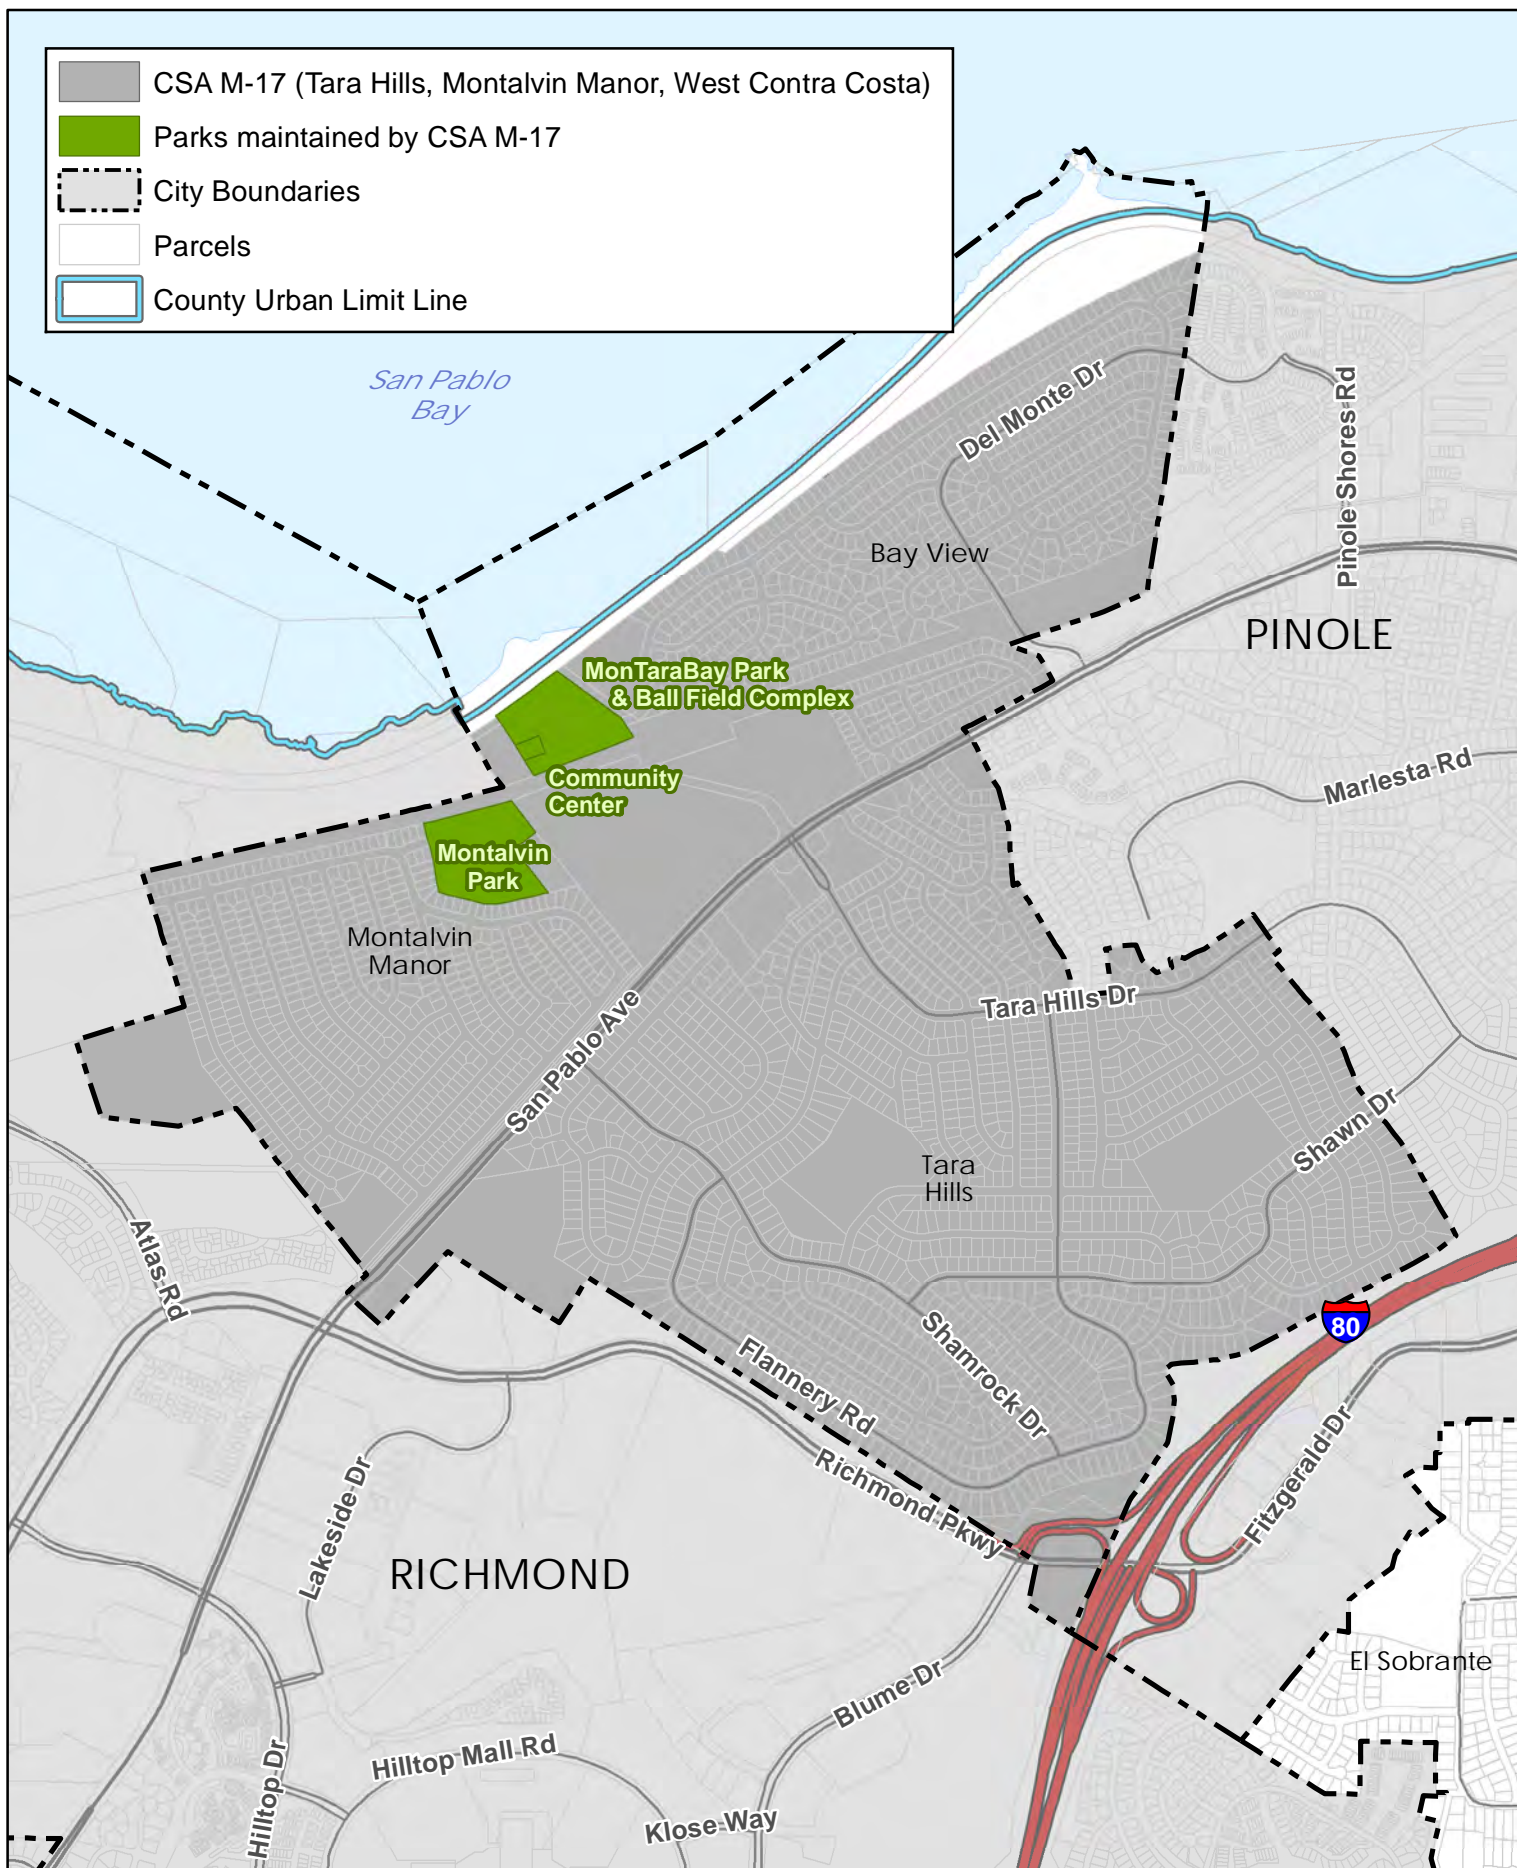 CSA M-17 (Tara Hills, Montalvin Manor, West Contra Costa)
Parks maintained by CSA M-17
City Boundaries
Parcels
County Urban Limit Line
San Pablo
Bay
Del Monte Dr
Pinole Shores Rd
Bay View
PINOLE
MonTaraBay Park
& Ball Field Complex
Community
Center
Marlesta Rd
Montalvin
Park
Montalvin
Manor
Tara Hills Dr
San Pablo Ave
Shawn Dr
Tara
Hills
Atlas Rd
80
Shamrock Dr
Flannery Rd
Fitzgerald Dr
Richmond Pkwy
Lakeside Dr
RICHMOND
El Sobrante
Blume Dr
Hilltop Mall Rd
Hilltop Dr
Klose Way